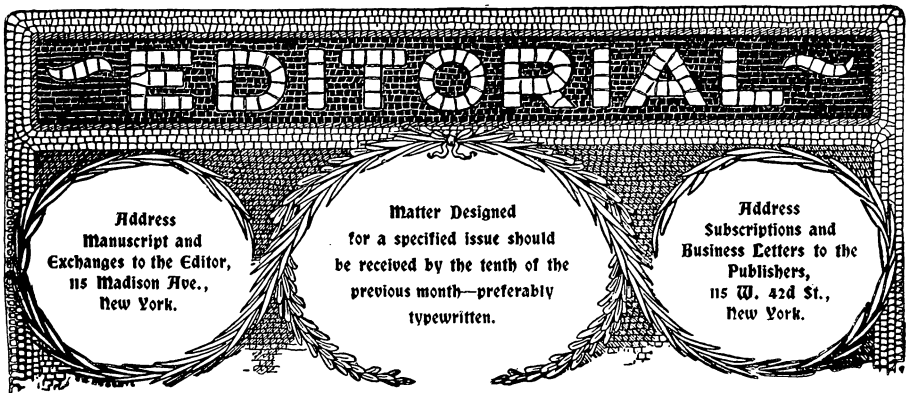 EDITORIAL
Address
Manuscript and
Exchanges to the Editor,
115 Madison Ave.,
New York.
Matter Designed
for a specified issue should
be received by the tenth of the
previous month—preferably
typewritten.
Address
Subscriptions and
Business Letters to the
Publishers,
115 W. 42d St.,
New York.